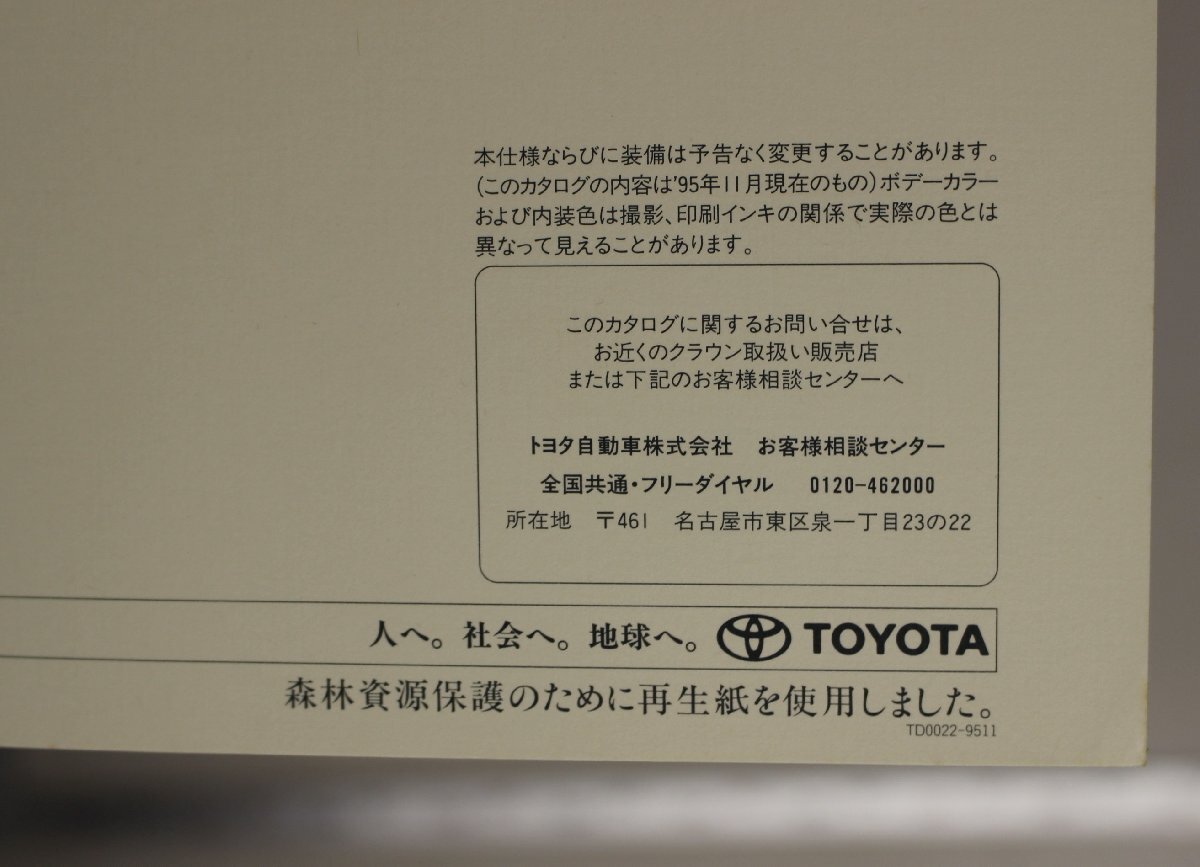 本仕様ならびに装備は予告なく変更することがあります。
(このカタログの内容は'95年11月現在のもの)ボデーカラー
および内装色は撮影、印刷インキの関係で実際の色とは
異なって見えることがあります。
このカタログに関するお問い合せは、
お近くのクラウン取扱い販売店
または下記のお客様相談センターへ
トヨタ自動車株式会社 お客様相談センター
全国共通・フリーダイヤル 0120-462000
所在地 〒461 名古屋市東区泉一丁目23の22
人へ。社会へ。地球へ。 TOYOTA
森林資源保護のために再生紙を使用しました。
TD0022-9511